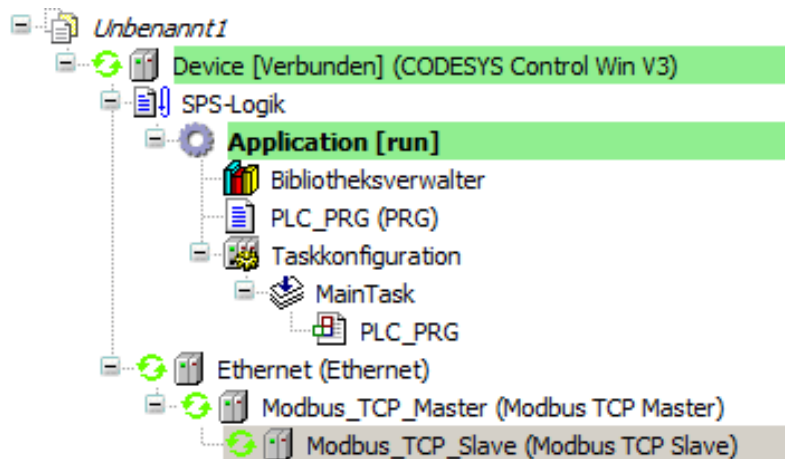 Unbenannt1
Device [Verbunden] (CODESYS Control Win V3)
SPS-Logik
Application [run]
Bibliotheksverwalter
PLC_PRG (PRG)
Taskkonfiguration
MainTask
PLC_PRG
Ethernet (Ethernet)
Modbus_TCP_Master (Modbus TCP Master)
Modbus_TCP_Slave (Modbus TCP Slave)